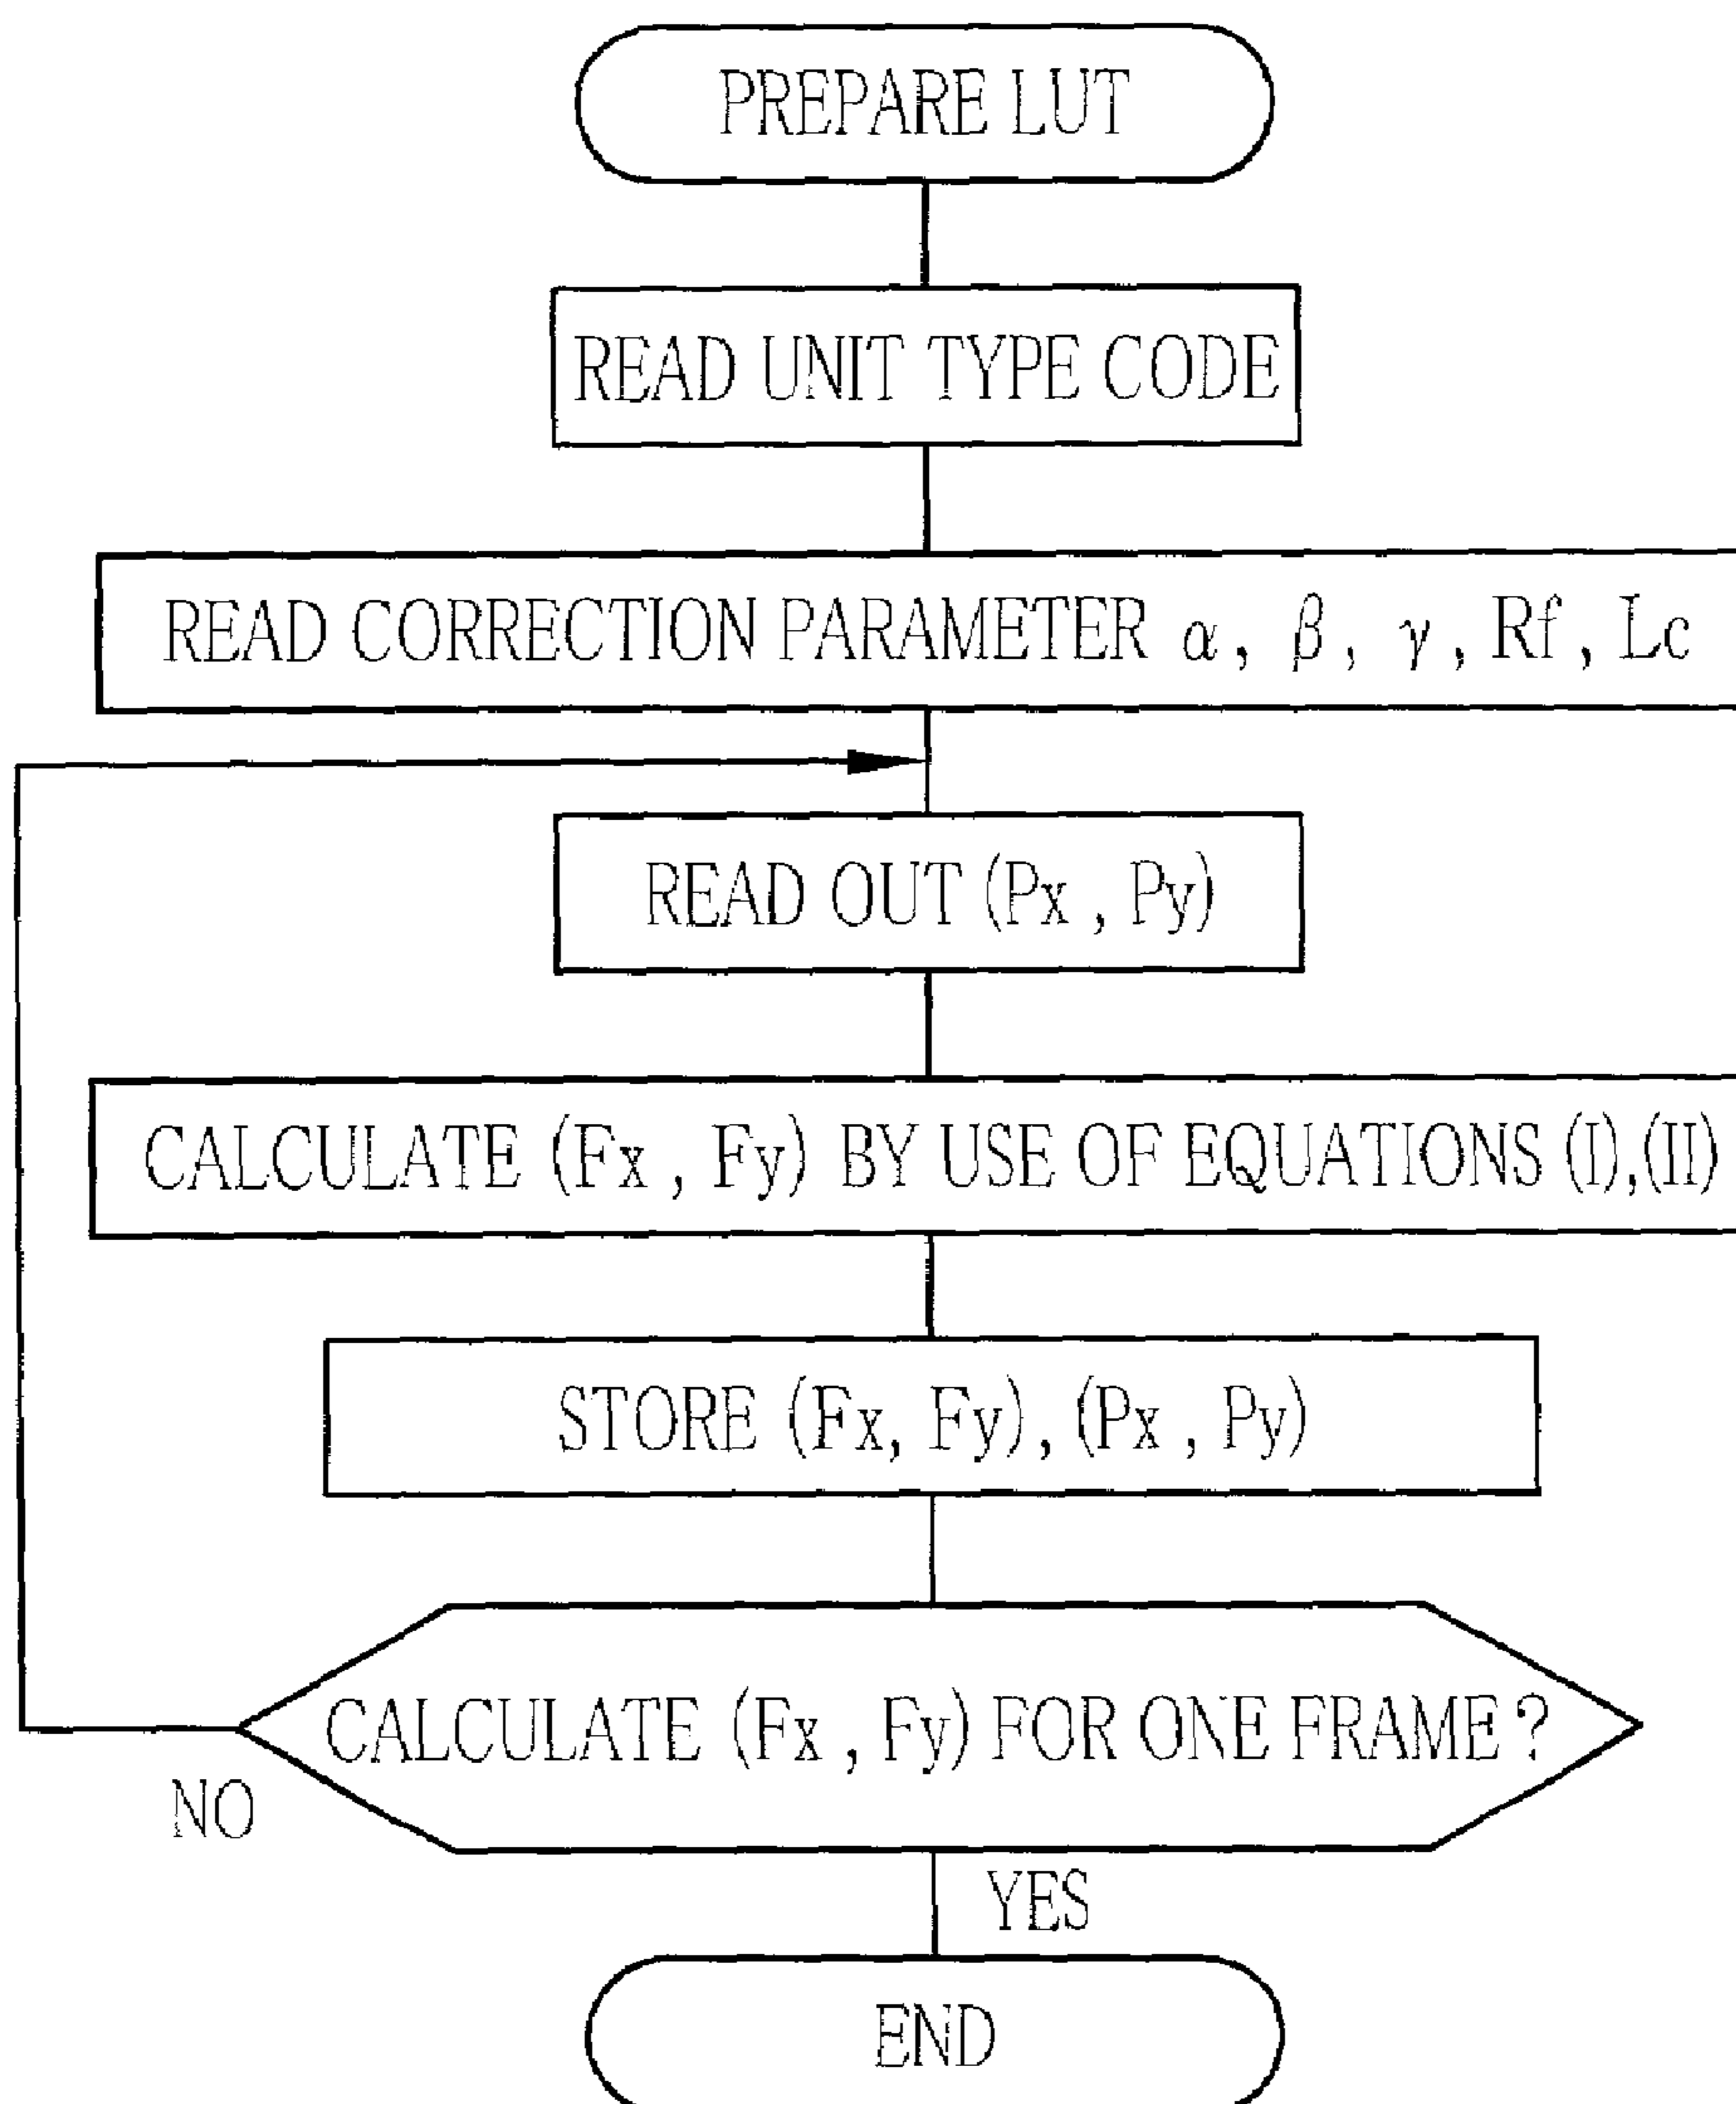 PREPARE LUT
READ UNIT TYPE CODE
READ CORRECTION PARAMETER α, β, γ, Rf, Lc
READ OUT (Px, Py)
CALCULATE (Fx, Fy) BY USE OF EQUATIONS (I),(II)
STORE (Fx, Fy), (Px, Py)
CALCULATE (Fx, Fy) FOR ONE FRAME?
NO
YES
END